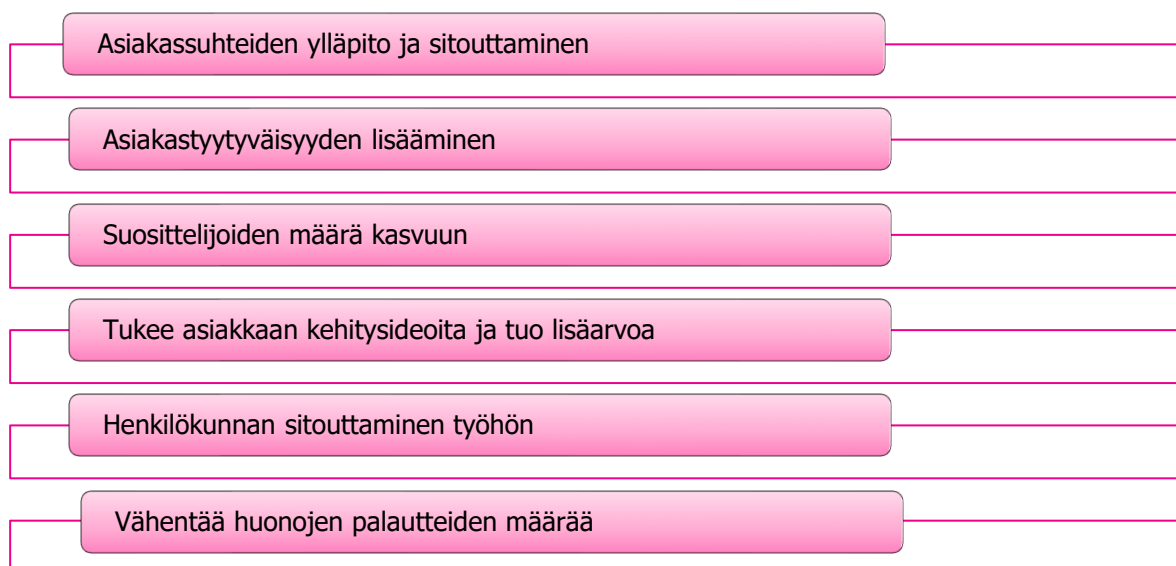 Asiakassuhteiden ylläpito ja sitouttaminen
Asiakastyytyväisyyden lisääminen
Suosittelijoiden määrä kasvuun
Tukee asiakkaan kehitysideoita ja tuo lisäarvoa
Henkilökunnan sitouttaminen työhön
Vähentää huonojen palautteiden määrää